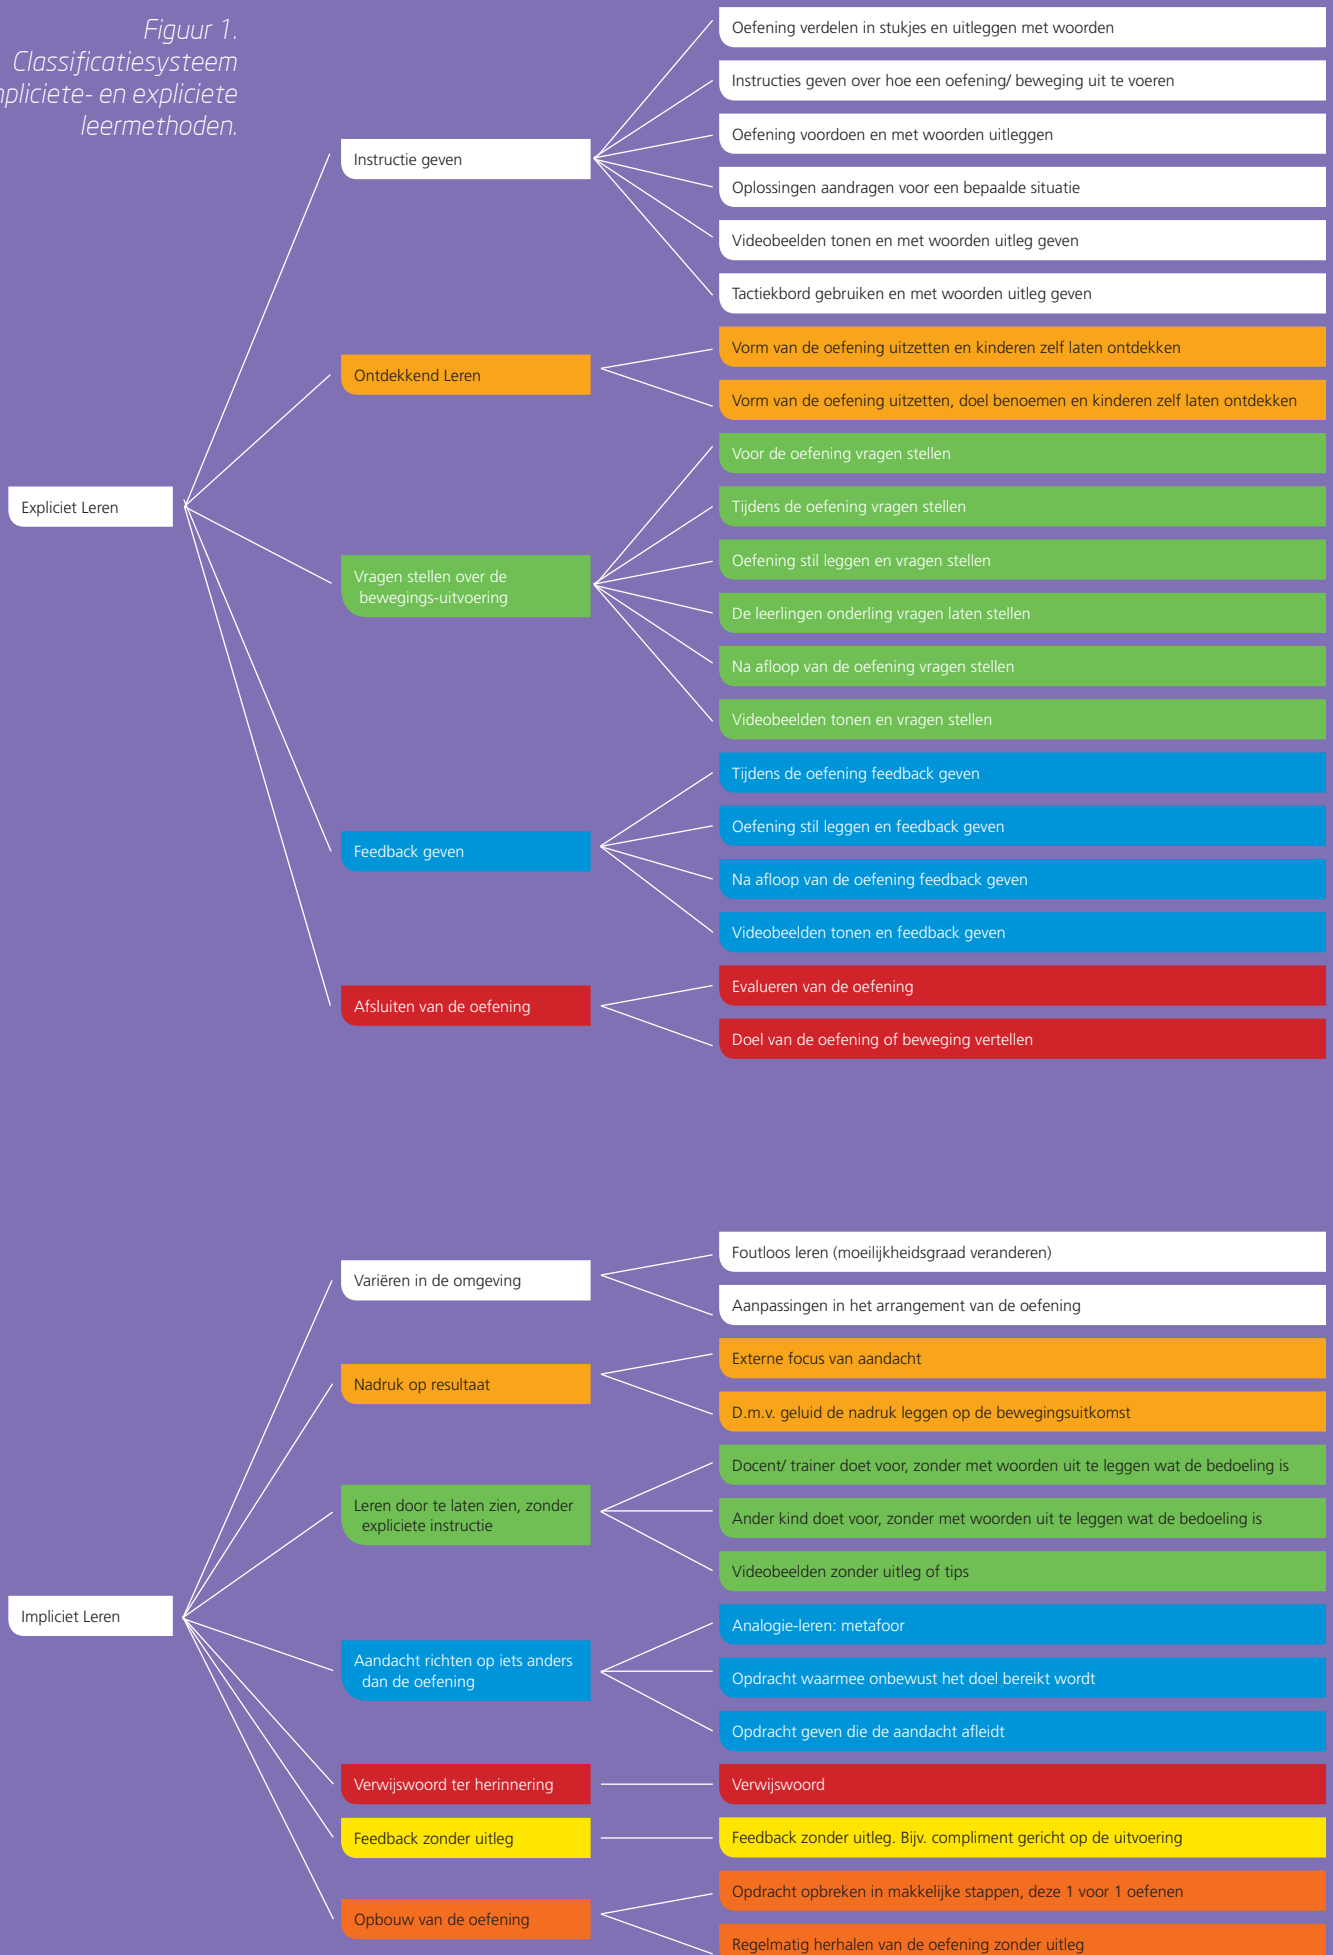 Figuur 1.
Classificatiesysteem
impliciete- en expliciete
leermethoden.
Expliciet Leren
Instructie geven
Oefening verdelen in stukjes en uitleggen met woorden
Instructies geven over hoe een oefening/ beweging uit te voeren
Oefening voordoen en met woorden uitleggen
Oplossingen aandragen voor een bepaalde situatie
Videobeelden tonen en met woorden uitleg geven
Tactiekbord gebruiken en met woorden uitleg geven
Ontdekkend Leren
Vorm van de oefening uitzetten en kinderen zelf laten ontdekken
Vorm van de oefening uitzetten, doel benoemen en kinderen zelf laten ontdekken
Vragen stellen over de
bewegings-uitvoering
Voor de oefening vragen stellen
Tijdens de oefening vragen stellen
Oefening stil leggen en vragen stellen
De leerlingen onderling vragen laten stellen
Na afloop van de oefening vragen stellen
Videobeelden tonen en vragen stellen
Feedback geven
Tijdens de oefening feedback geven
Oefening stil leggen en feedback geven
Na afloop van de oefening feedback geven
Videobeelden tonen en feedback geven
Afsluiten van de oefening
Evalueren van de oefening
Doel van de oefening of beweging vertellen
Impliciet Leren
Variëren in de omgeving
Foutloos leren (moeilijkheidsgraad veranderen)
Aanpassingen in het arrangement van de oefening
Nadruk op resultaat
Externe focus van aandacht
D.m.v. geluid de nadruk leggen op de bewegingsuitkomst
Leren door te laten zien, zonder
expliciete instructie
Docent/ trainer doet voor, zonder met woorden uit te leggen wat de bedoeling is
Ander kind doet voor, zonder met woorden uit te leggen wat de bedoeling is
Videobeelden zonder uitleg of tips
Aandacht richten op iets anders
dan de oefening
Analogie-leren: metafoor
Opdracht waarmee onbewust het doel bereikt wordt
Opdracht geven die de aandacht afleidt
Verwijswoord ter herinnering
Verwijswoord
Feedback zonder uitleg
Feedback zonder uitleg. Bijv. compliment gericht op de uitvoering
Opbouw van de oefening
Opdracht opbreken in makkelijke stappen, deze 1 voor 1 oefenen
Regelmatig herhalen van de oefening zonder uitleg